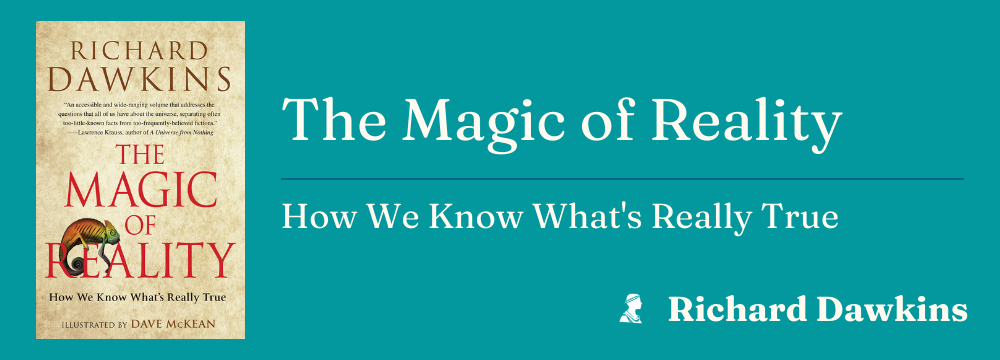 RICHARD
DAWKINS
"An accessible and wide-ranging volume that addresses the
questions that all of us have about the universe, separating often
too-little-known facts from too-frequently-believed fictions."
—Lawrence Krauss, author of A Universe from Nothing
THE
MAGIC
OF
REALITY
How We Know What's Really True
ILLUSTRATED BY DAVE McKEAN
The Magic of Reality
How We Know What's Really True
Richard Dawkins